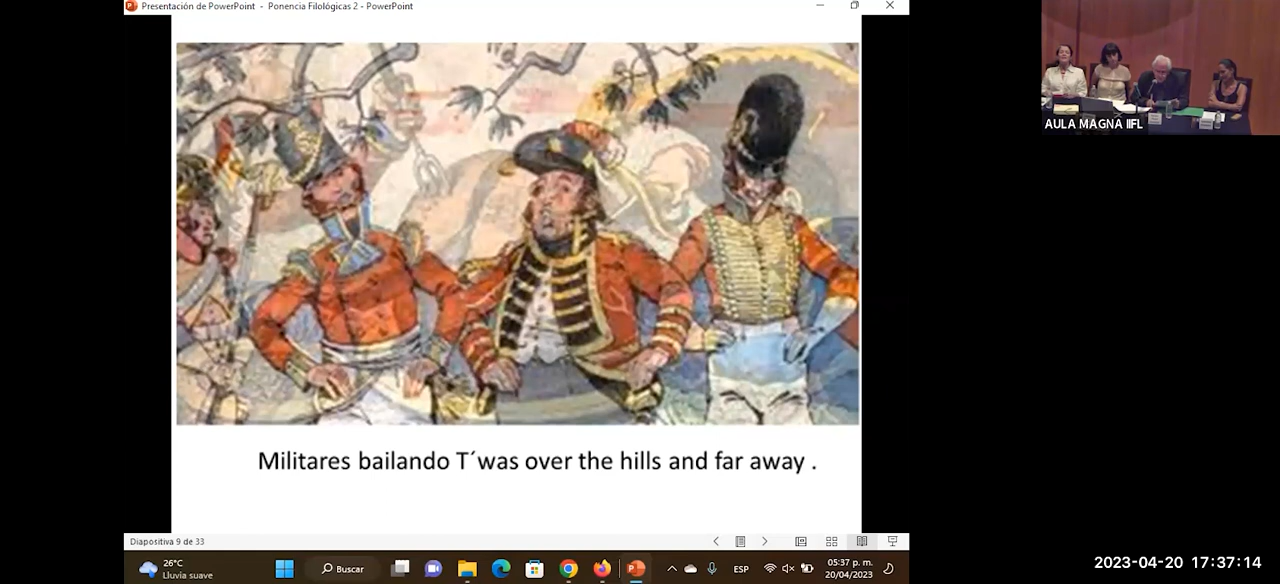 Presentación de PowerPoint - Ponencia Filológicas 2 - PowerPoint
AULA MAGNA IIFL
Militares bailando T´was over the hills and far away .
Diapositiva 9 de 33
26°C
Lluvia suave
Buscar
ESP
05:37 p. m.
20/04/2023
2023-04-20 17:37:14